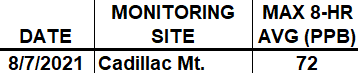 MONITORING MAX 8-HR
DATE SITE AVG (PPB)
8/7/2021 Cadillac Mt. 72